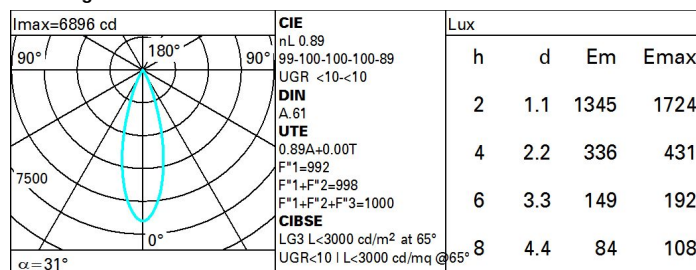 Imax=6896 cd
90°
180°
90°
7500
0°
α=31°
CIE
nL 0.89
99-100-100-100-89
UGR <10-<10
DIN
A.61
UTE
0.89A+0.00T
F"1=992
F"1+F"2=998
F"1+F"2+F"3=1000
CIBSE
LG3 L<3000 cd/m² at 65°
UGR<10 | L<3000 cd/mq @65°
Lux
h d Em Emax
2 1.1 1345 1724
4 2.2 336 431
6 3.3 149 192
8 4.4 84 108